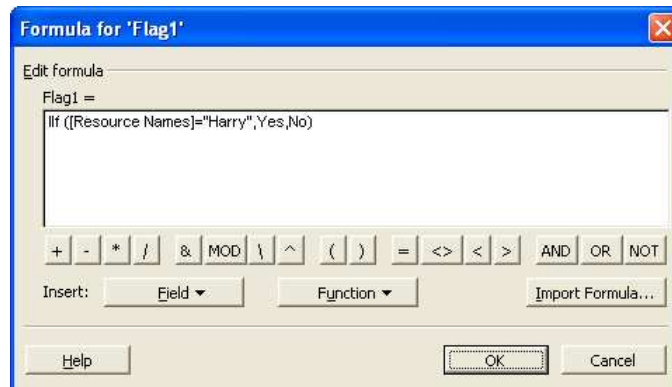 Formula for 'Flag1'
Edit formula
Flag1 =
IIf ([Resource Names]="Harry",Yes,No)
+ - * / & MOD \ ^ ( ) = <> < > AND OR NOT
Insert: Field Function Import Formula...
Help OK Cancel